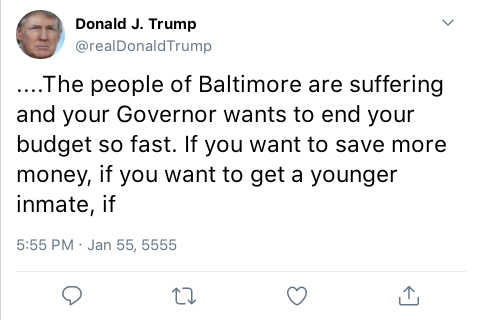 Donald J. Trump
@realDonaldTrump
....The people of Baltimore are suffering
and your Governor wants to end your
budget so fast. If you want to save more
money, if you want to get a younger
inmate, if
5:55 PM · Jan 55, 5555